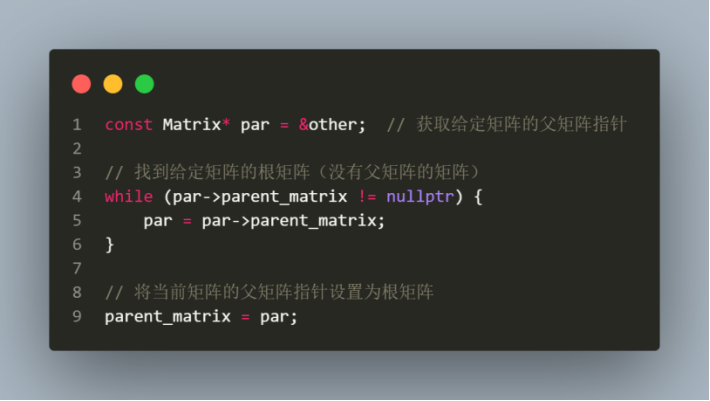 1 const Matrix* par = &other;  // 获取给定矩阵的父矩阵指针
2
3 // 找到给定矩阵的根矩阵（没有父矩阵的矩阵）
4 while (par->parent_matrix != nullptr) {
5     par = par->parent_matrix;
6 }
7
8 // 将当前矩阵的父矩阵指针设置为根矩阵
9 parent_matrix = par;